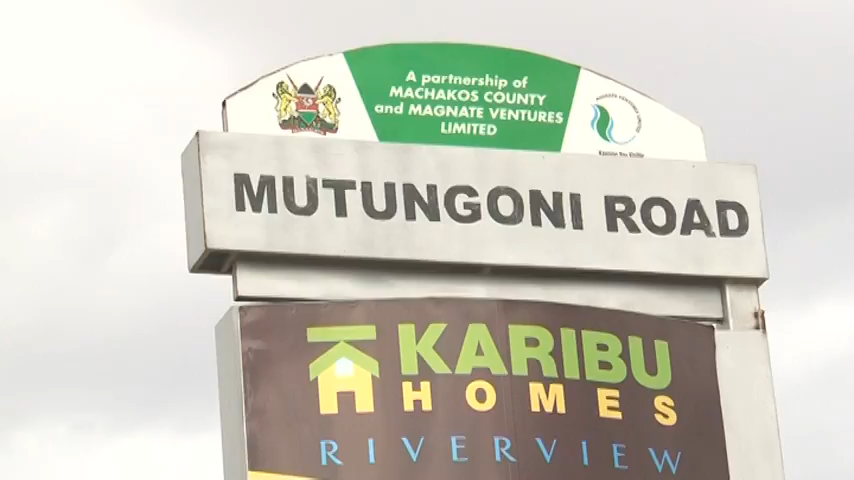 A partnership of
MACHAKOS COUNTY
and MAGNATE VENTURES
LIMITED
MUTUNGONI ROAD
KARIBU
HOMES
RIVERVIEW